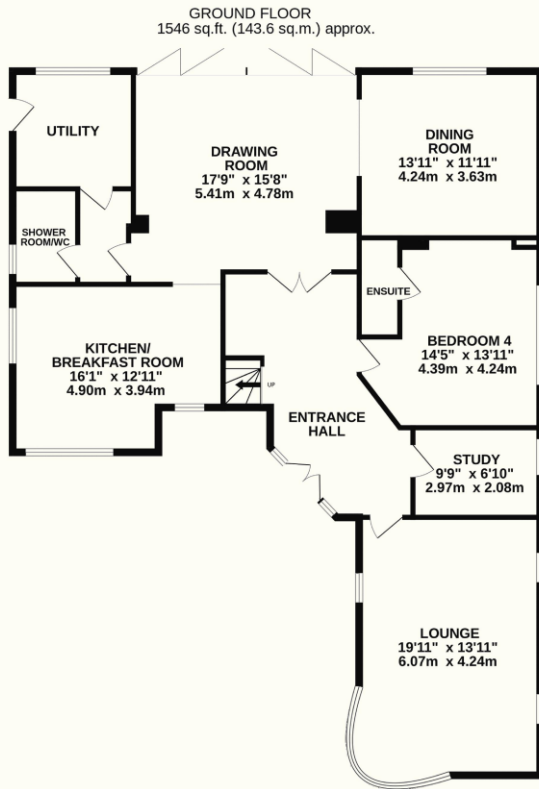 GROUND FLOOR
1546 sq.ft. (143.6 sq.m.) approx.
UTILITY
DRAWING
ROOM
17'9" x 15'8"
5.41m x 4.78m
DINING
ROOM
13'11" x 11'11"
4.24m x 3.63m
SHOWER
ROOM/WC
ENSUITE
BEDROOM 4
14'5" x 13'11"
4.39m x 4.24m
KITCHEN/
BREAKFAST ROOM
16'1" x 12'11"
4.90m x 3.94m
UP
ENTRANCE
HALL
STUDY
9'9" x 6'10"
2.97m x 2.08m
LOUNGE
19'11" x 13'11"
6.07m x 4.24m